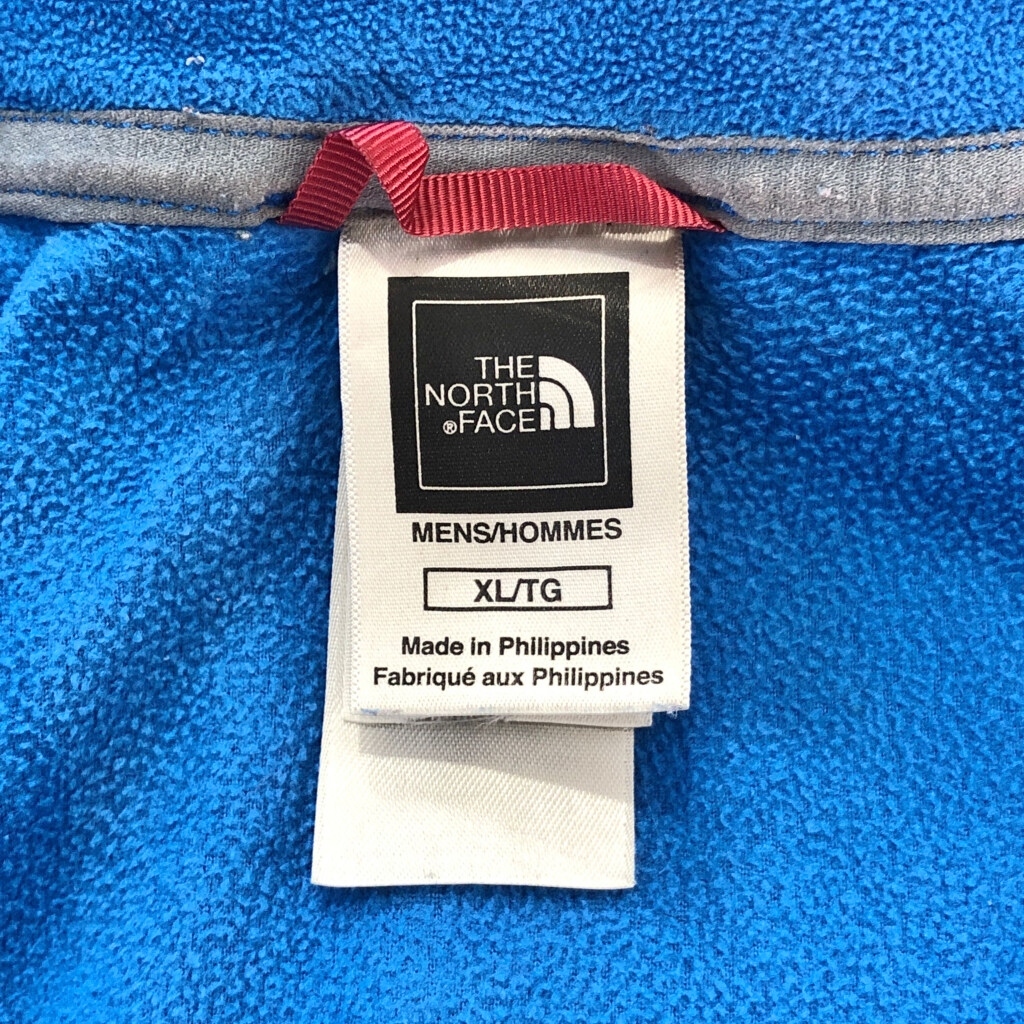 THE
NORTH
®FACE
MENS/HOMMES
XL/TG
Made in Philippines
Fabriqué aux Philippines